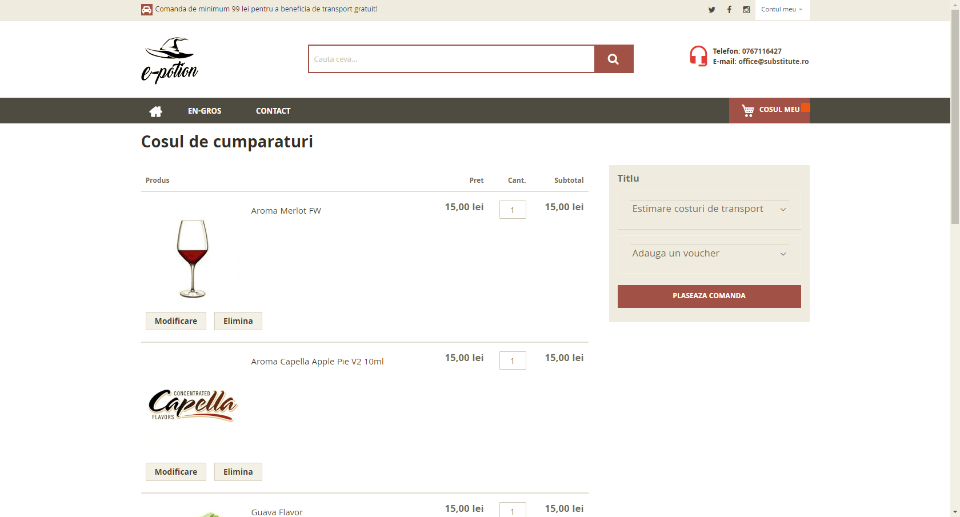 Comanda de minimum 99 lei pentru a beneficia de transport gratuit!
Contul meu
e-potion
Cauta ceva...
Telefon: 0767116427
E-mail: office@substitute.ro
EN-GROS
CONTACT
COSUL MEU
Cosul de cumparaturi
Produs
Pret
Cant.
Subtotal
Aroma Merlot FW
15,00 lei
1
15,00 lei
Modificare
Elimina
Aroma Capella Apple Pie V2 10ml
15,00 lei
1
15,00 lei
CONCENTRATED
Capella
FLAVORS
Modificare
Elimina
Guava Flavor
15,00 lei
1
15,00 lei
Titlu
Estimare costuri de transport
Adauga un voucher
PLASEAZA COMANDA